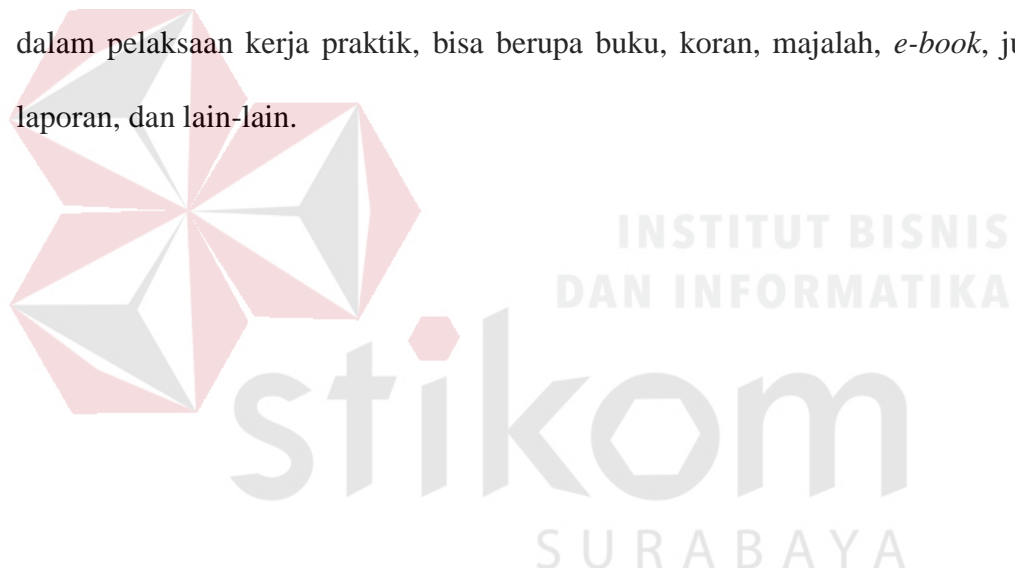 dalam pelaksaan kerja praktik, bisa berupa buku, koran, majalah, e-book,
laporan, dan lain-lain.
INSTITUT BISNIS
DAN INFORMATIKA
stikom
SURABAYA